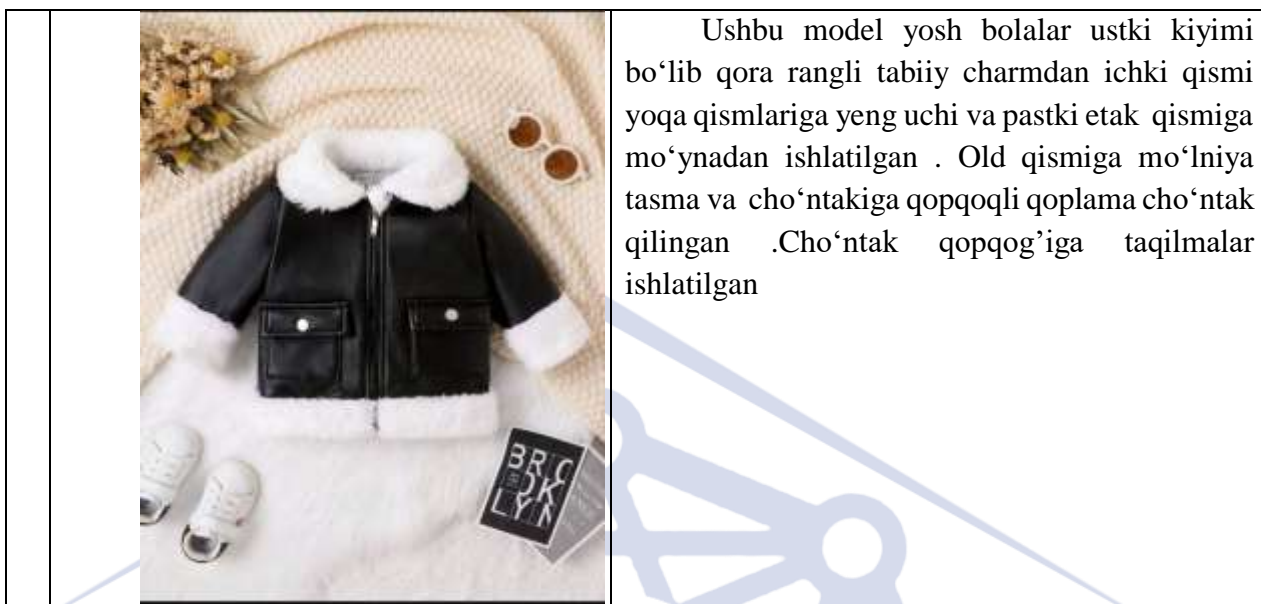 Ushbu model yosh bolalar ustki kiyimi
bo‘lib qora rangli tabiiy charmdan ichki qismi
yoqa qismlariga yeng uchi va pastki etak qismiga
mo‘ynadan ishlatilgan . Old qismiga mo‘lniya
tasma va cho‘ntakiga qopqoqli qoplama cho‘ntak
qilingan .Cho‘ntak qopqog’iga taqilmalar
ishlatilgan
BRO
OK
LYN